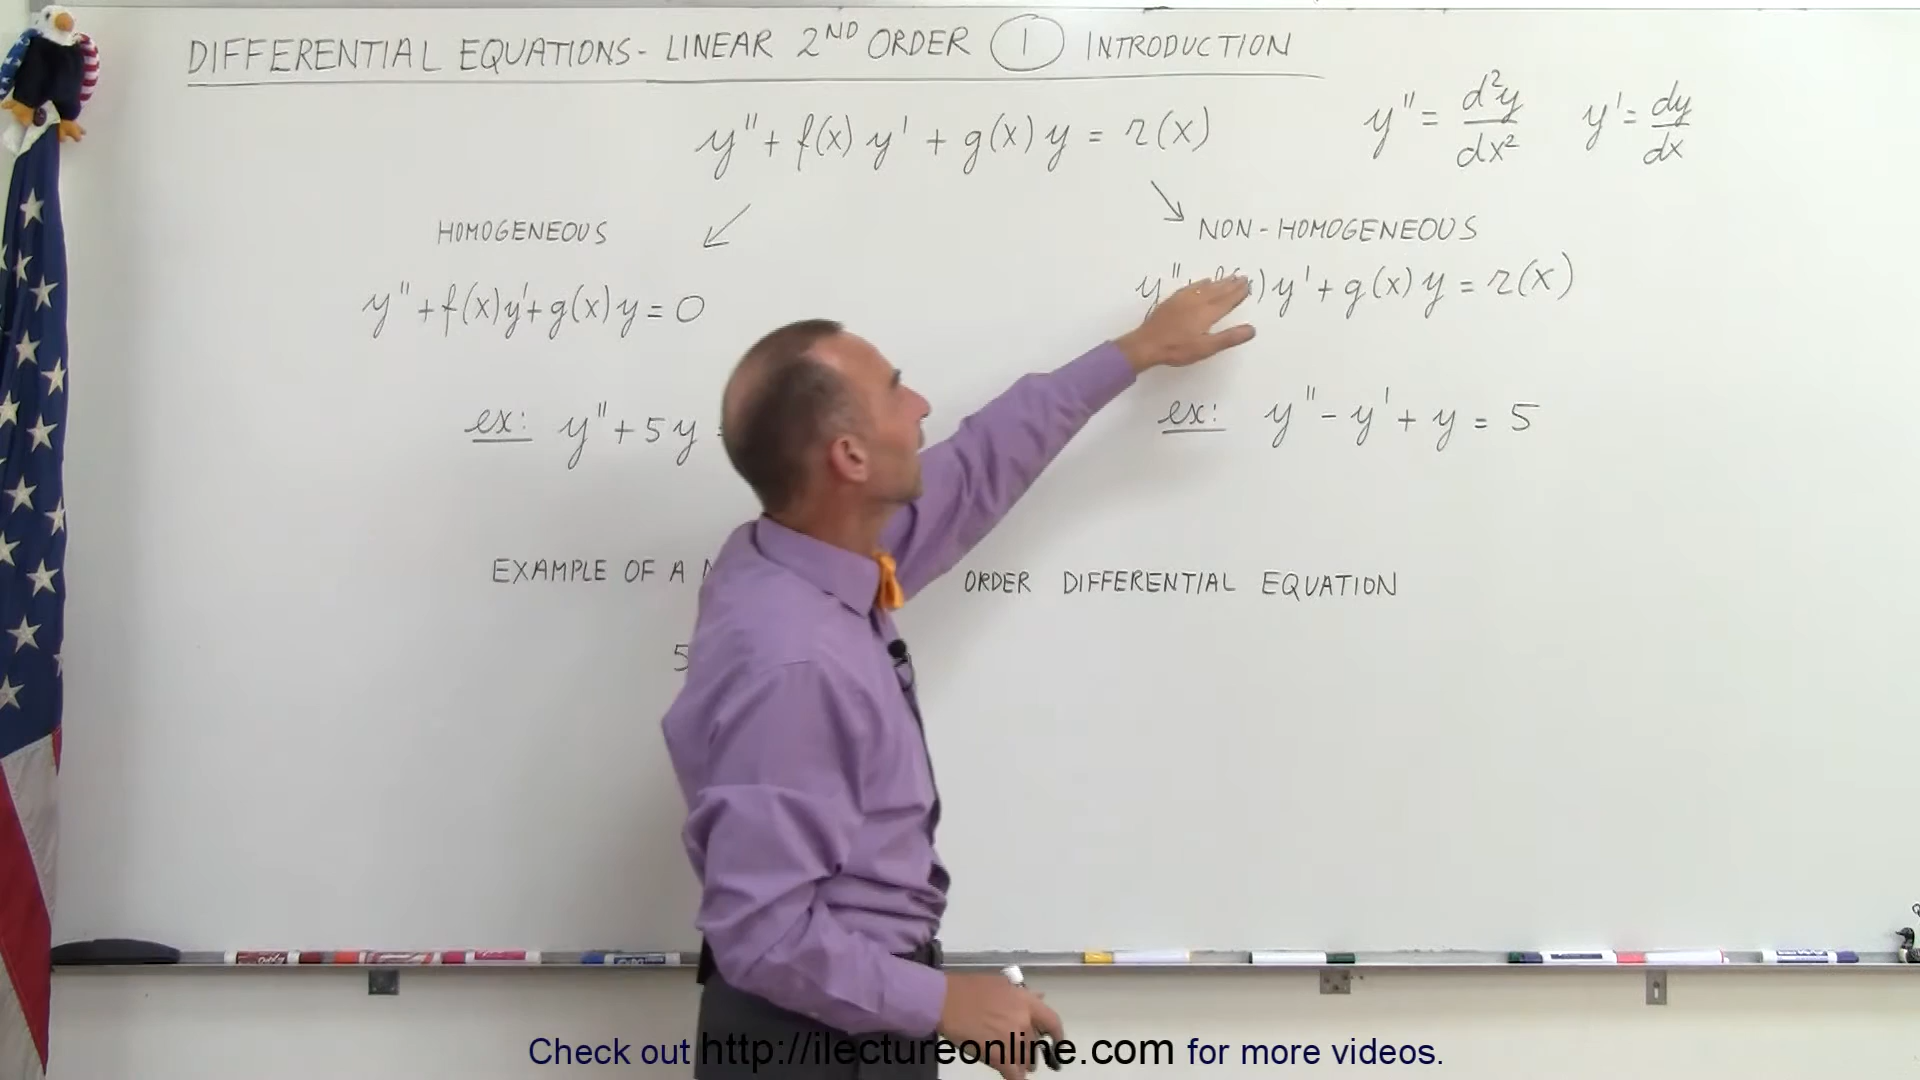 DIFFERENTIAL EQUATIONS - LINEAR 2ND ORDER 1 INTRODUCTION
y" + f(x) y' + g(x) y = r(x)
y" = d²y/dx² y' = dy/dx
HOMOGENEOUS
y" + f(x)y' + g(x) y = 0
ex: y" + 5y =
NON-HOMOGENEOUS
y" + y' + g(x) y = r(x)
ex: y" - y' + y = 5
EXAMPLE OF A ORDER DIFFERENTIAL EQUATION
5
Check out http://ilectureonline.com for more videos.